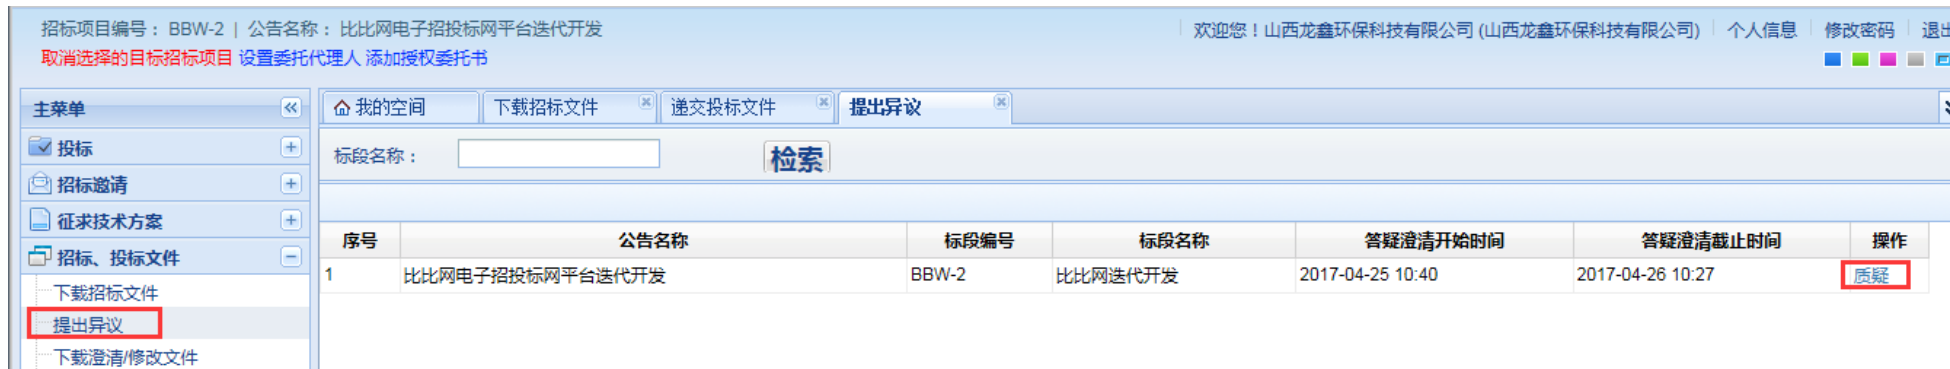 招标项目编号： BBW-2 | 公告名称：比比网电子招投标网平台迭代开发
欢迎您！山西龙鑫环保科技有限公司 (山西龙鑫环保科技有限公司) 个人信息 修改密码
取消选择的目标招标项目 设置委托代理人 添加授权委托书
主菜单
我的空间 下载招标文件 递交投标文件 提出异议
投标
招标邀请
征求技术方案
招标、投标文件
下载招标文件
提出异议
下载澄清/修改文件
标段名称： 检索
序号 公告名称 标段编号 标段名称 答疑澄清开始时间 答疑澄清截止时间 操作
1 比比网电子招投标网平台迭代开发 BBW-2 比比网迭代开发 2017-04-25 10:40 2017-04-26 10:27 质疑